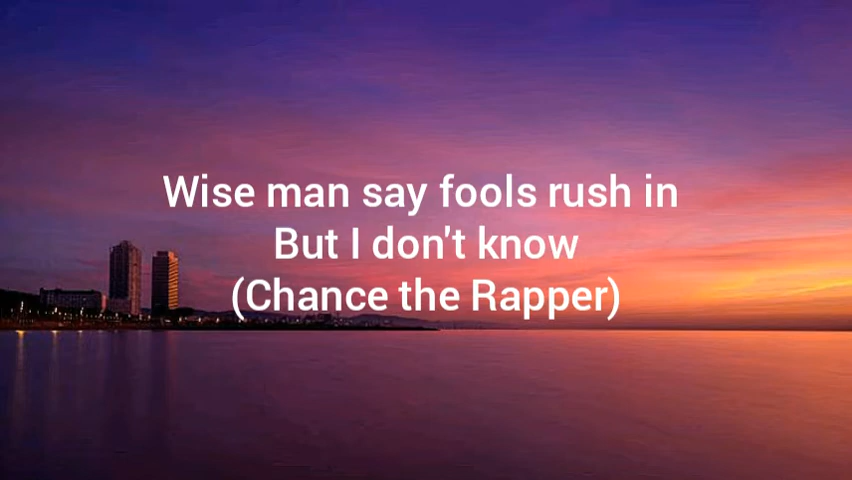 Wise man say fools rush in
But I don't know
(Chance the Rapper)